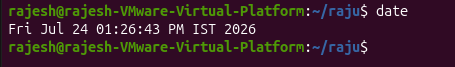 rajesh@rajesh-VMware-Virtual-Platform:~/raju$ date
Fri Jul 24 01:26:43 PM IST 2026
rajesh@rajesh-VMware-Virtual-Platform:~/raju$